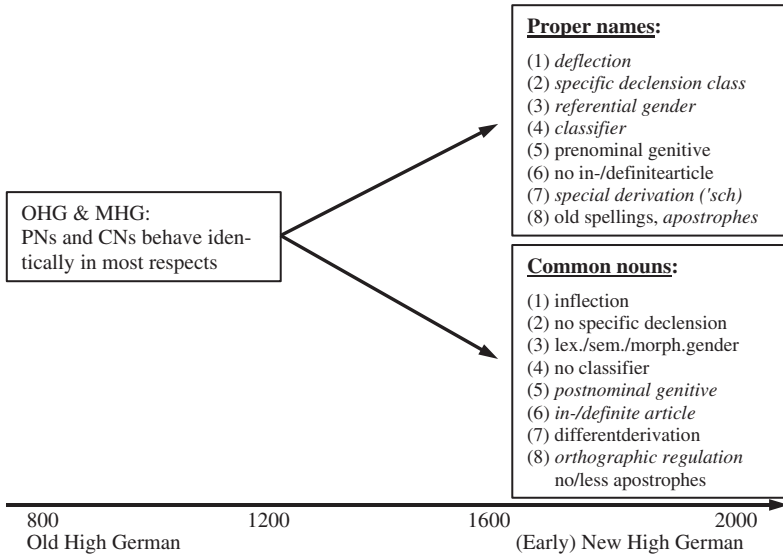 Proper names:
(1) deflection
(2) specific declension class
(3) referential gender
(4) classifier
(5) prenominal genitive
(6) no in-/definitearticle
(7) special derivation ('sch)
(8) old spellings, apostrophes
OHG & MHG:
PNs and CNs behave iden-
tically in most respects
Common nouns:
(1) inflection
(2) no specific declension
(3) lex./sem./morph.gender
(4) no classifier
(5) postnominal genitive
(6) in-/definite article
(7) differentderivation
(8) orthographic regulation
no/less apostrophes
800 1200 1600 2000
Old High German (Early) New High German